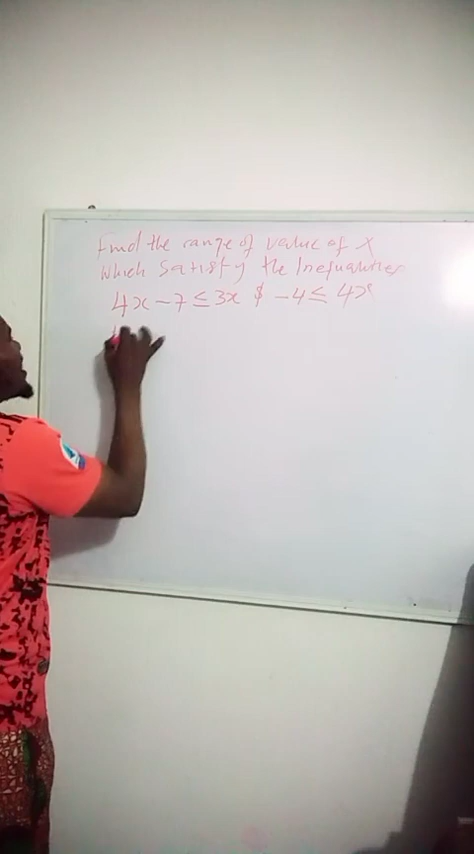 Find the range of value of X
Which Satisfy the Inequalities
4x - 7 ≤ 3x & -4 ≤ 4x